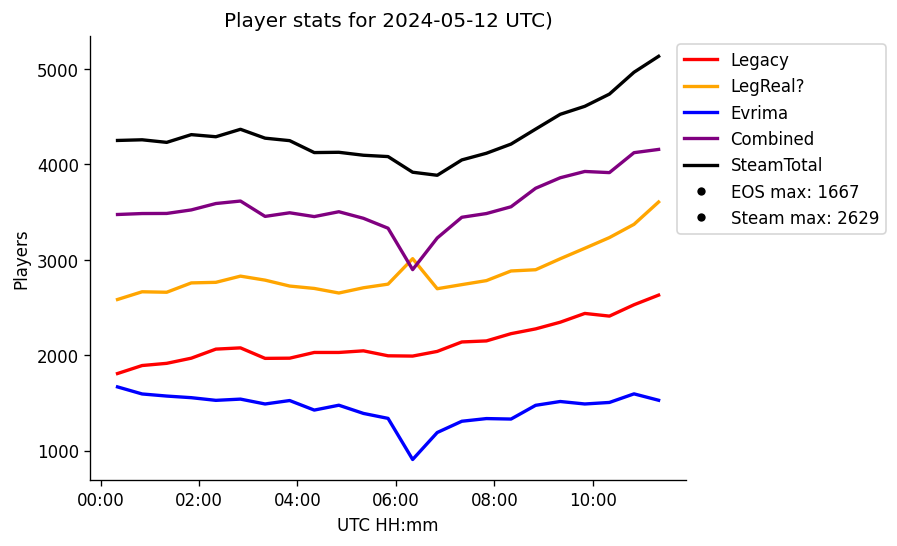 Player stats for 2024-05-12 UTC)
5000
4000
3000
2000
1000
Players
00:00 02:00 04:00 06:00 08:00 10:00
UTC HH:mm
Legacy
LegReal?
Evrima
Combined
SteamTotal
EOS max: 1667
Steam max: 2629